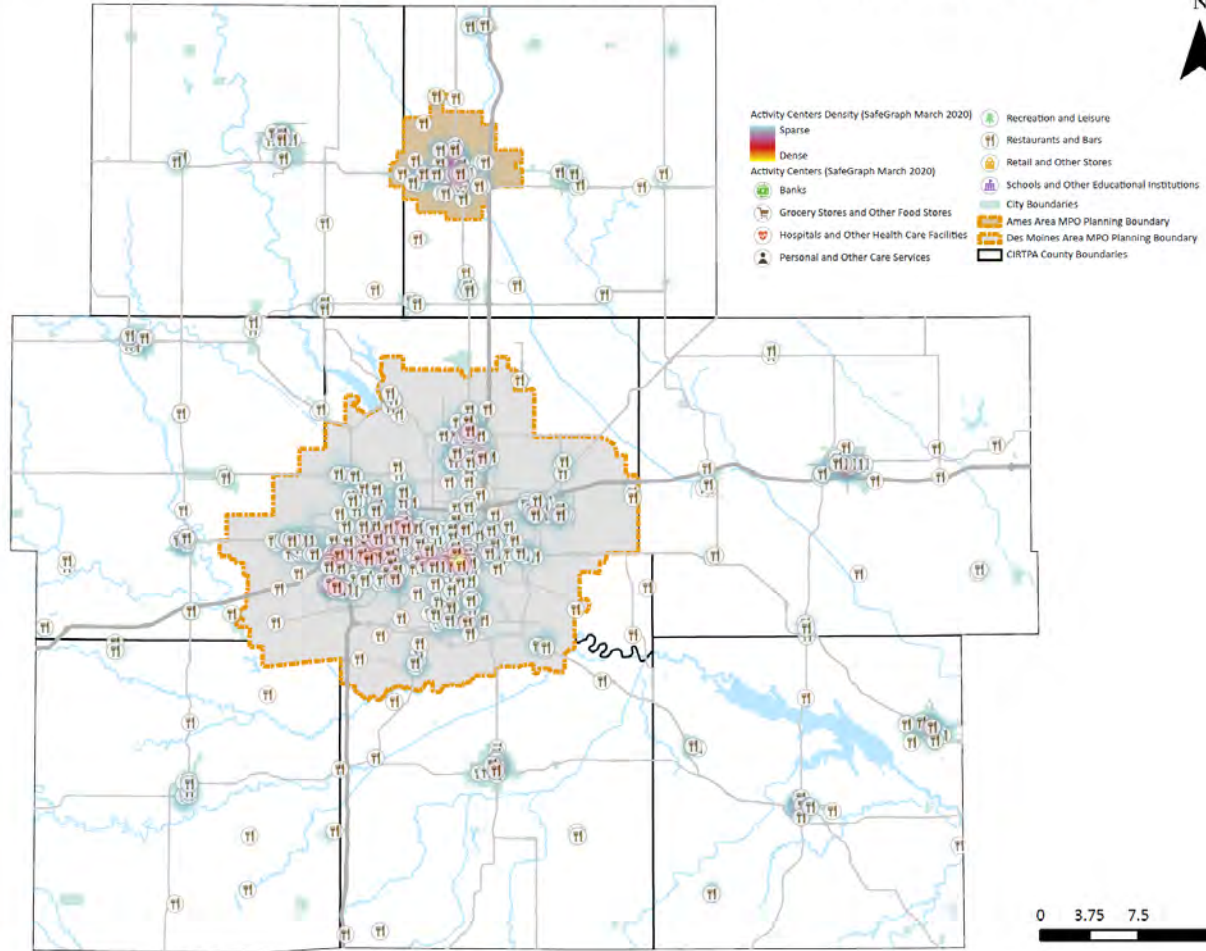 N
Activity Centers Density (SafeGraph March 2020)
Sparse
Dense
Activity Centers (SafeGraph March 2020)
Banks
Grocery Stores and Other Food Stores
Hospitals and Other Health Care Facilities
Personal and Other Care Services
Recreation and Leisure
Restaurants and Bars
Retail and Other Stores
Schools and Other Educational Institutions
City Boundaries
Ames Area MPO Planning Boundary
Des Moines Area MPO Planning Boundary
CIRTPA County Boundaries
0 3.75 7.5